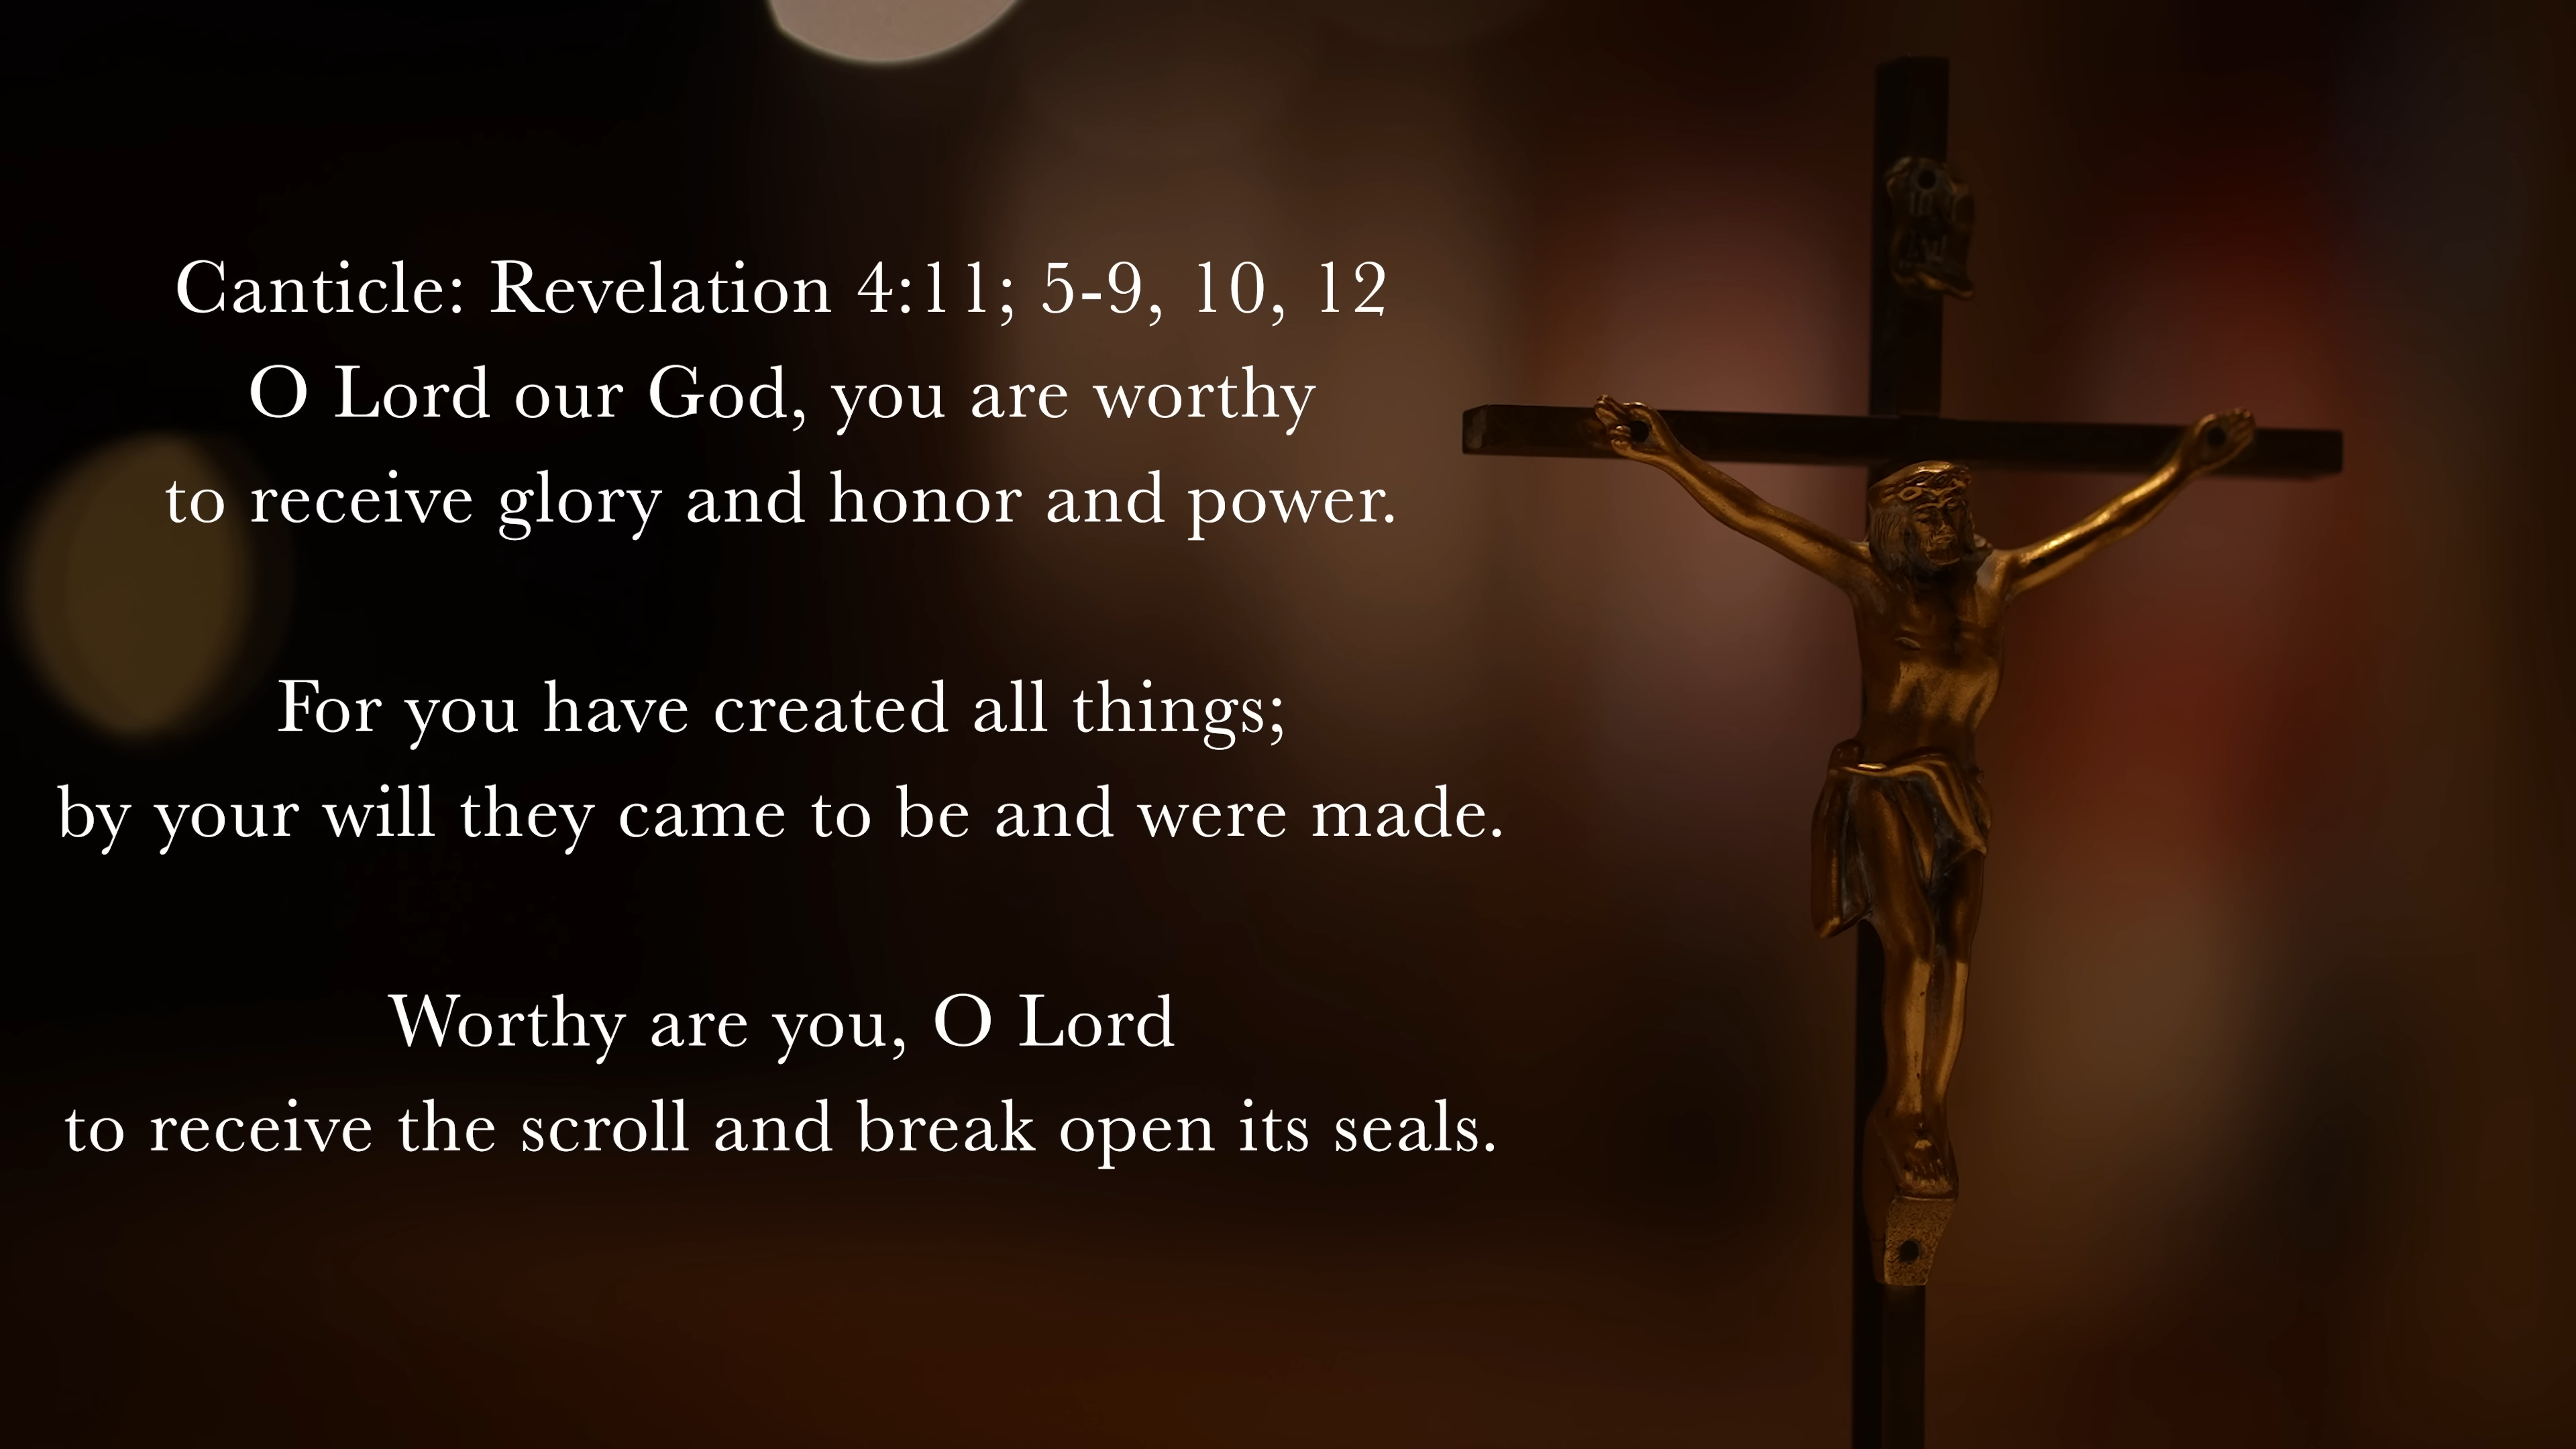 Canticle: Revelation 4:11; 5-9, 10, 12
O Lord our God, you are worthy
to receive glory and honor and power.
For you have created all things;
by your will they came to be and were made.
Worthy are you, O Lord
to receive the scroll and break open its seals.